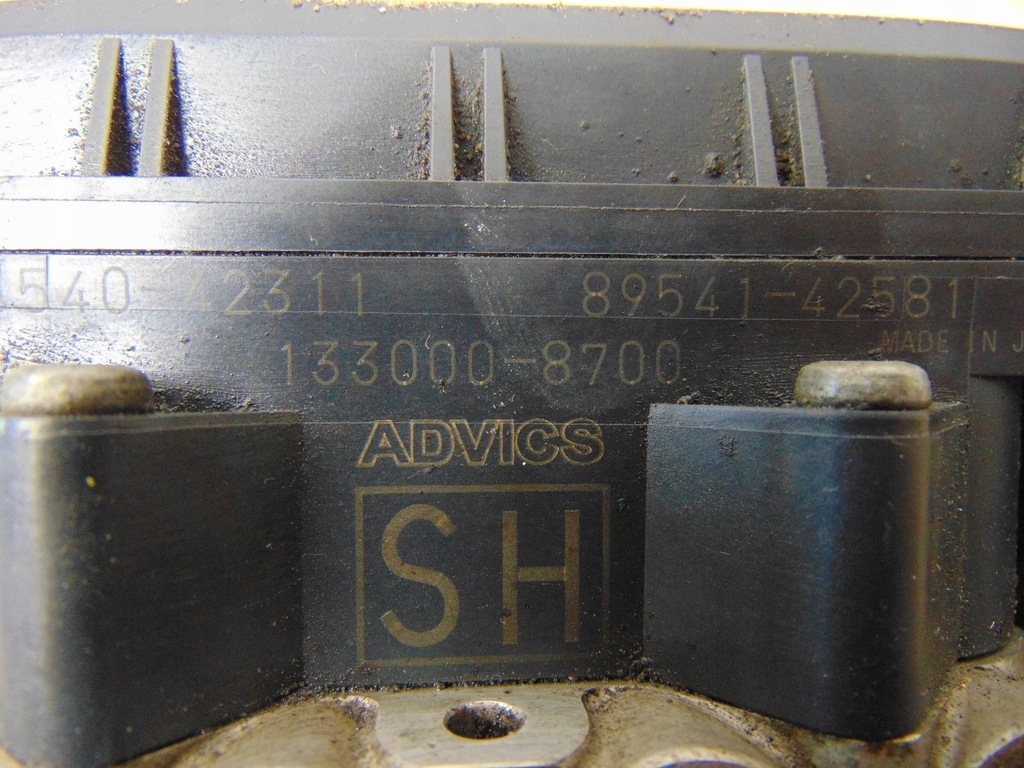 540-42311 89541-42581
MADE IN J
133000-8700
ADVICS
SH